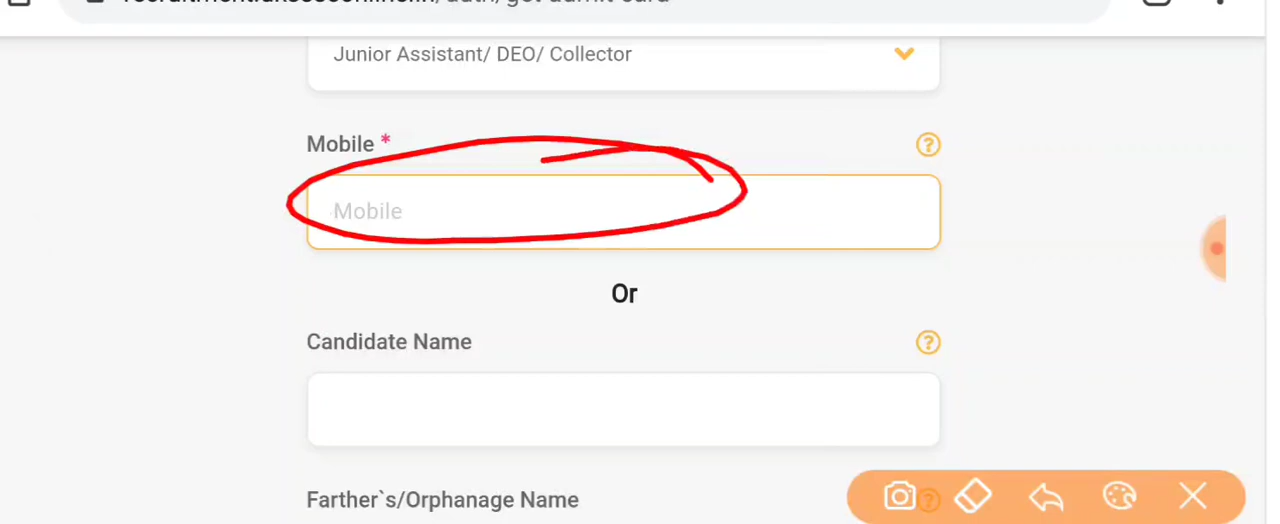 Junior Assistant/ DEO/ Collector
Mobile *
?
Mobile
Or
Candidate Name
?
Farther`s/Orphanage Name
?